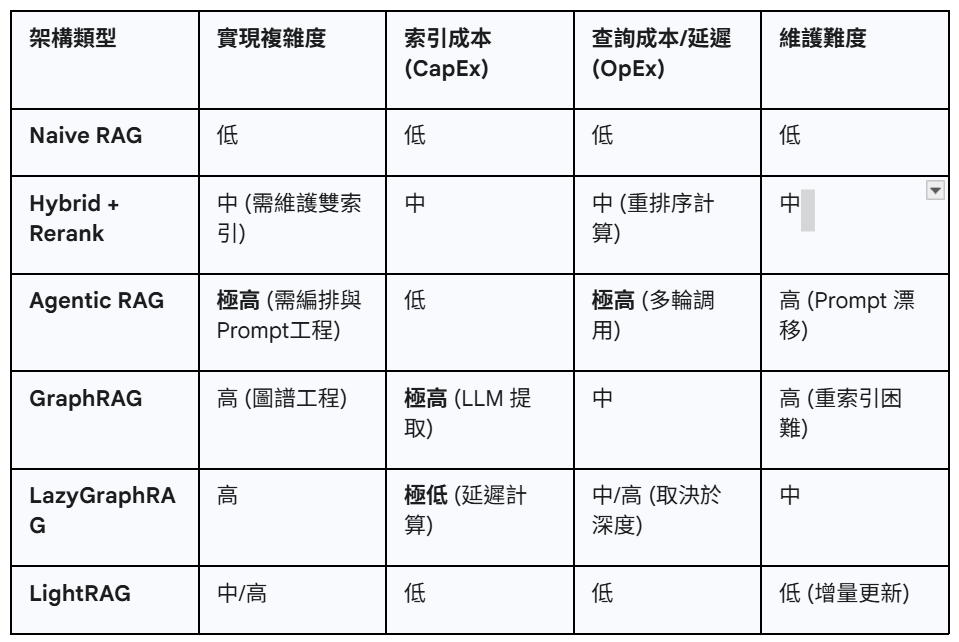 架構類型 實現複雜度 索引成本 查詢成本/延遲 維護難度
(CapEx) (OpEx)
Naive RAG 低 低 低 低
Hybrid + 中 (需維護雙索 中 中 (重排序計 中
Rerank 引) 算)
Agentic RAG 極高 (需編排與 低 極高 (多輪調 高 (Prompt 漂
Prompt工程) 用) 移)
GraphRAG 高 (圖譜工程) 極高 (LLM 提 中 高 (重索引困
取) 難)
LazyGraphRA 高 極低 (延遲計 中/高 (取決於 中
G 算) 深度)
LightRAG 中/高 低 低 低 (增量更新)